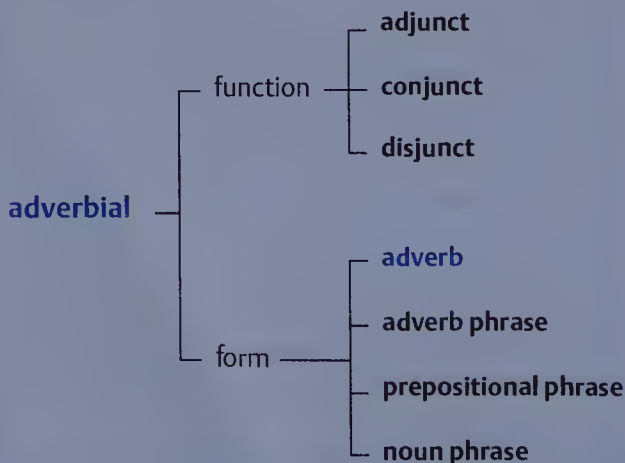 adjunct
function
conjunct
disjunct
adverbial
adverb
adverb phrase
form
prepositional phrase
noun phrase